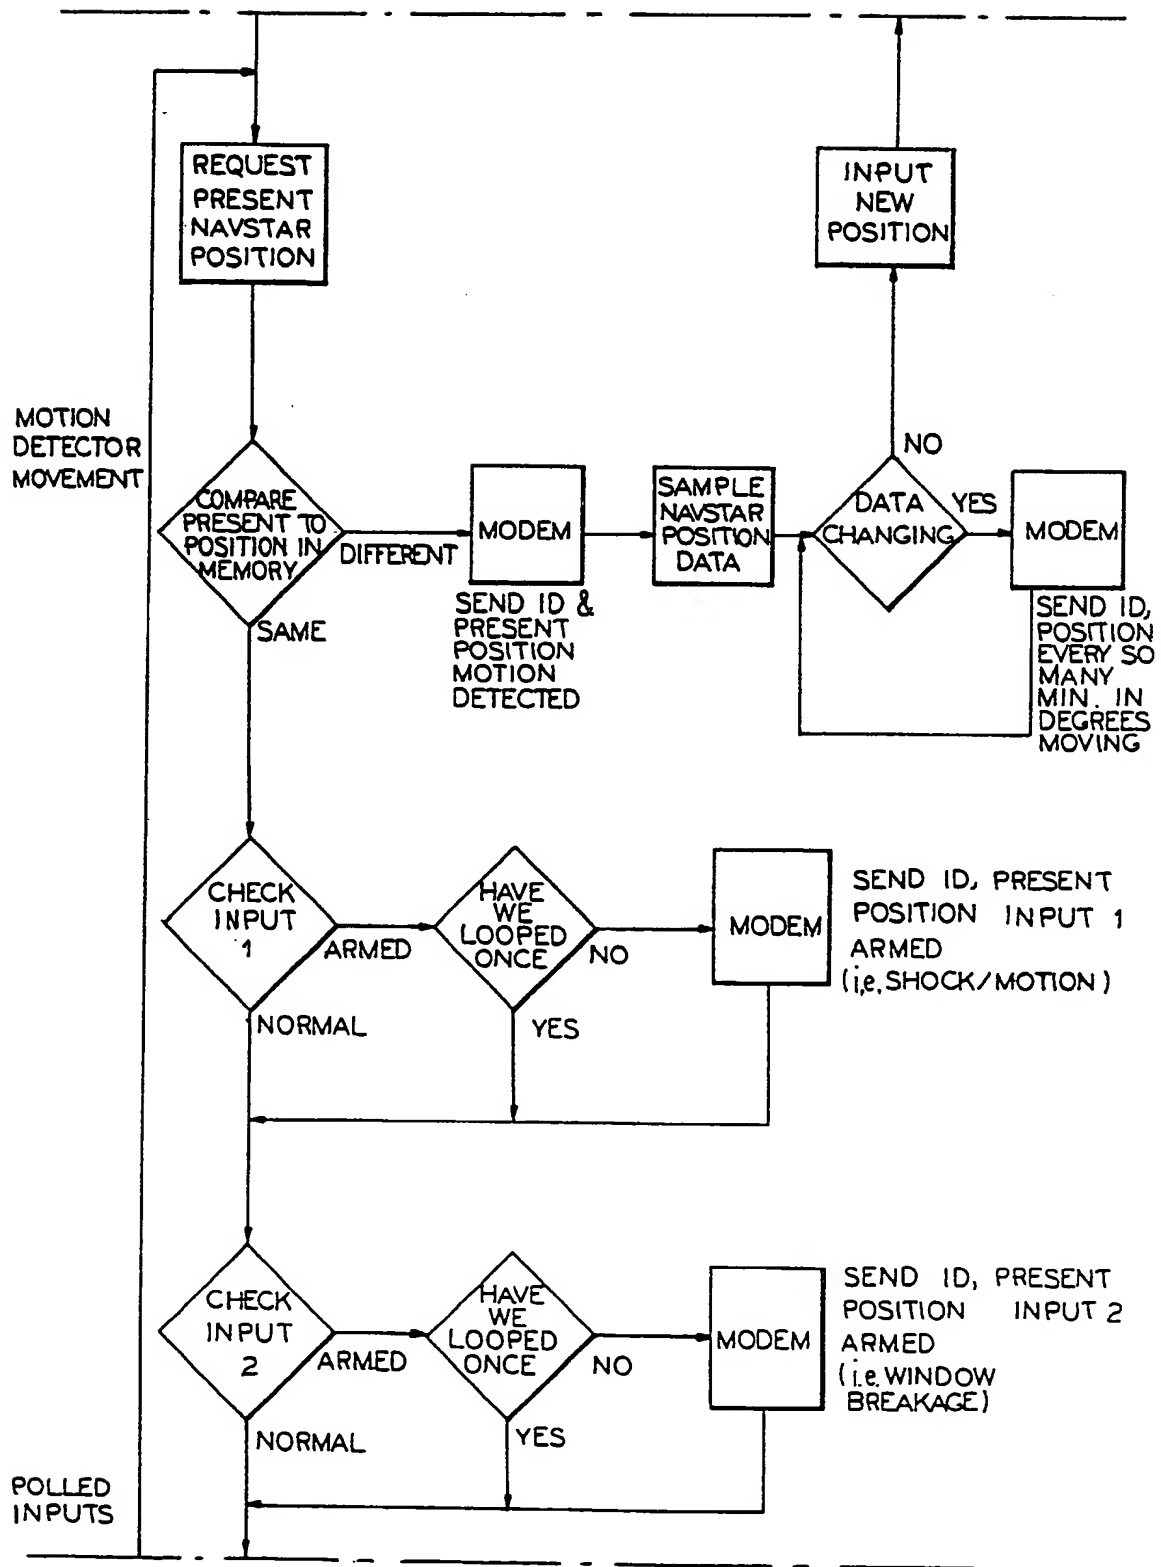 REQUEST
PRESENT
NAVSTAR
POSITION
INPUT
NEW
POSITION
MOTION
DETECTOR
MOVEMENT
COMPARE
PRESENT TO
POSITION IN
MEMORY
DIFFERENT
SAME
MODEM
SEND ID &
PRESENT
POSITION
MOTION
DETECTED
SAMPLE
NAVSTAR
POSITION
DATA
DATA
CHANGING
NO
YES
MODEM
SEND ID,
POSITION
EVERY SO
MANY
MIN. IN
DEGREES
MOVING
CHECK
INPUT
1
ARMED
NORMAL
HAVE
WE
LOOPED
ONCE
NO
YES
MODEM
SEND ID, PRESENT
POSITION INPUT 1
ARMED
(i,e. SHOCK/MOTION)
CHECK
INPUT
2
ARMED
NORMAL
HAVE
WE
LOOPED
ONCE
NO
YES
MODEM
SEND ID, PRESENT
POSITION INPUT 2
ARMED
(i.e. WINDOW
BREAKAGE)
POLLED
INPUTS